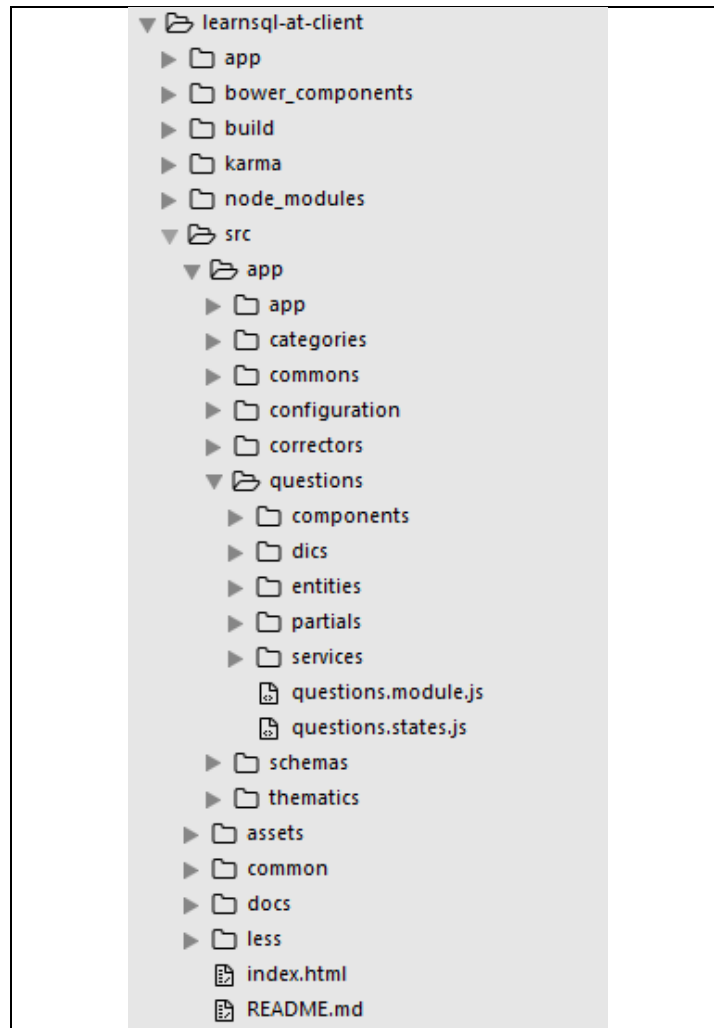 learnsql-at-client
app
bower_components
build
karma
node_modules
src
app
app
categories
commons
configuration
correctors
questions
components
dics
entities
partials
services
questions.module.js
questions.states.js
schemas
thematics
assets
common
docs
less
index.html
README.md